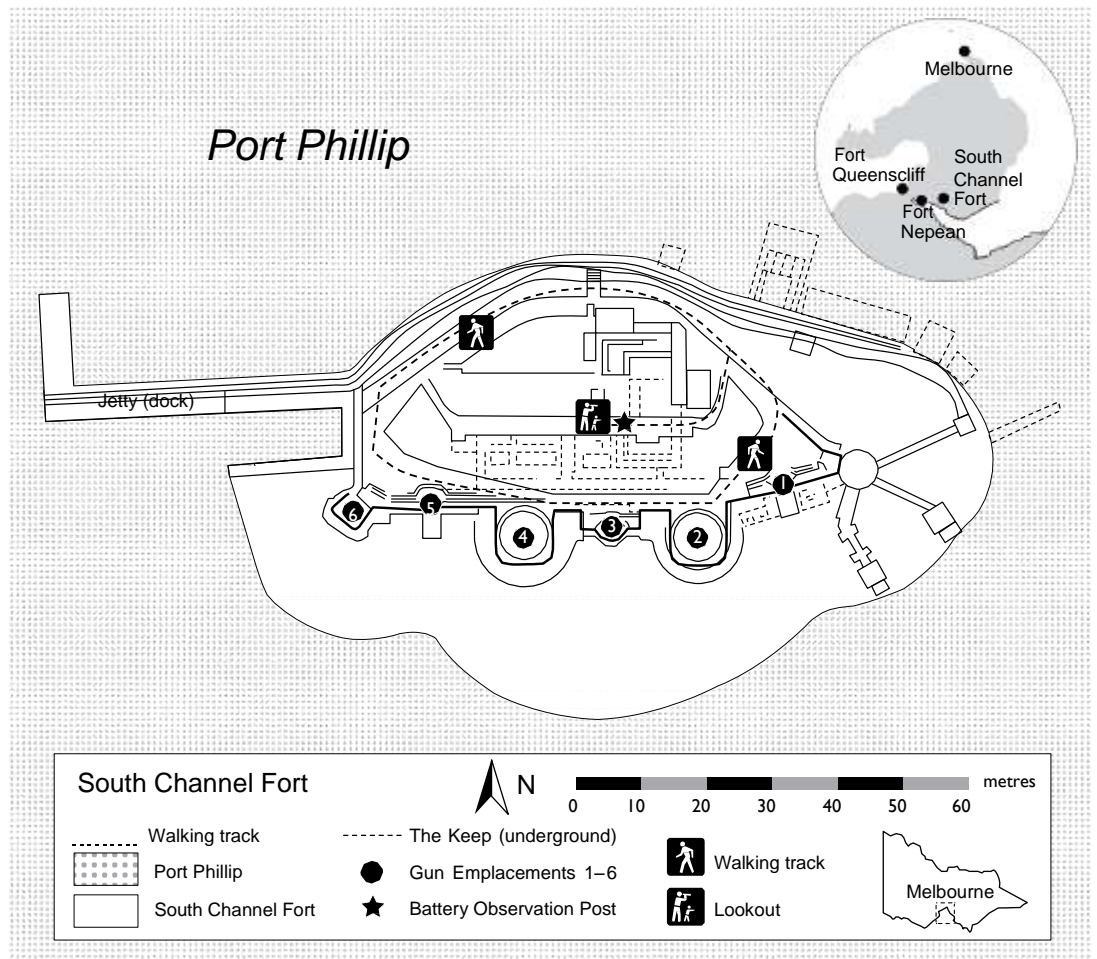 Melbourne
Port Phillip
Fort
Queenscliff
South
Channel
Fort
Fort
Nepean
Jetty (dock)
1
6
5
3
4
2
South Channel Fort
N
metres
0 10 20 30 40 50 60
Walking track
The Keep (underground)
Port Phillip
Gun Emplacements 1–6
Walking track
Melbourne
South Channel Fort
Battery Observation Post
Lookout